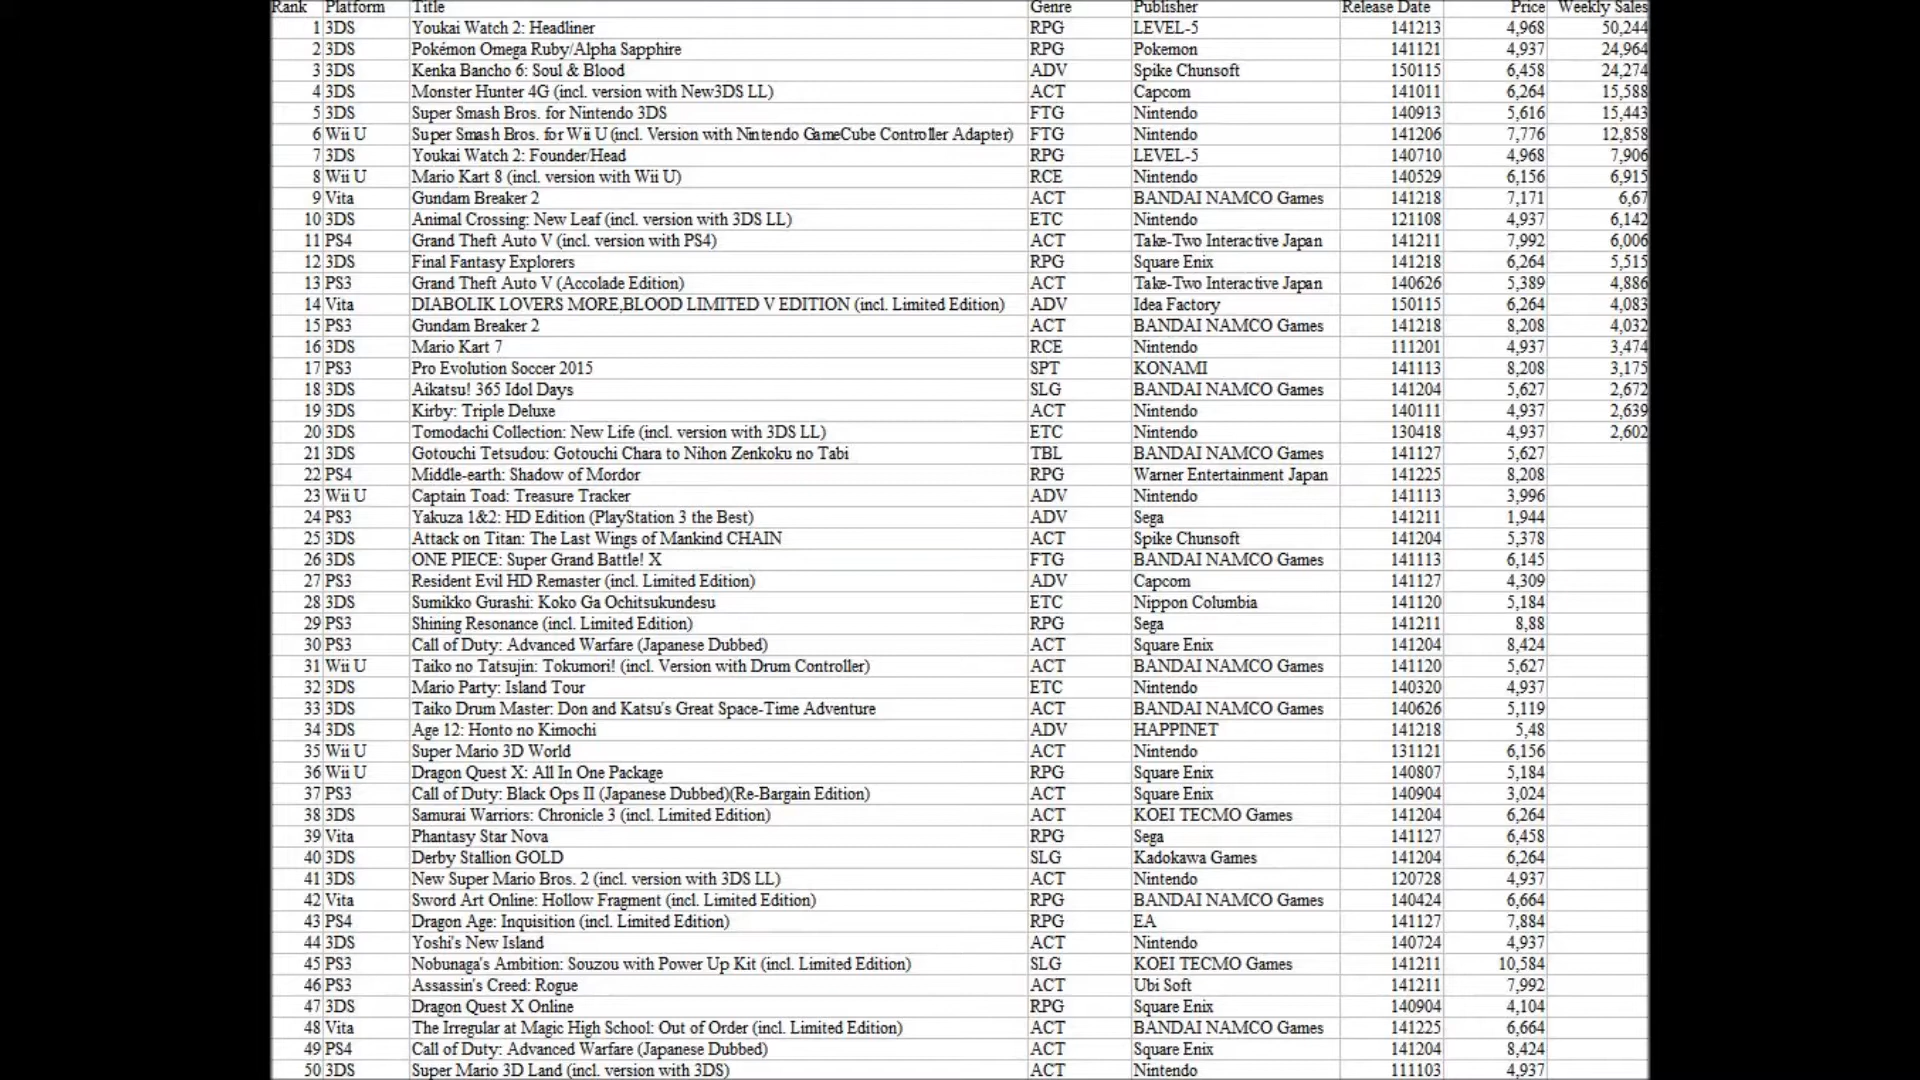 Rank Platform Title Genre Publisher Release Date Price Weekly Sales
1 3DS Youkai Watch 2: Headliner RPG LEVEL-5 141213 4,968 50,244
2 3DS Pokémon Omega Ruby/Alpha Sapphire RPG Pokemon 141121 4,937 24,964
3 3DS Kenka Bancho 6: Soul & Blood ADV Spike Chunsoft 150115 6,458 24,274
4 3DS Monster Hunter 4G (incl. version with New3DS LL) ACT Capcom 141011 6,264 15,588
5 3DS Super Smash Bros. for Nintendo 3DS FTG Nintendo 140913 5,616 15,443
6 Wii U Super Smash Bros. for Wii U (incl. Version with Nintendo GameCube Controller Adapter) FTG Nintendo 141206 7,776 12,858
7 3DS Youkai Watch 2: Founder/Head RPG LEVEL-5 140710 4,968 7,906
8 Wii U Mario Kart 8 (incl. version with Wii U) RCE Nintendo 140529 6,156 6,915
9 Vita Gundam Breaker 2 ACT BANDAI NAMCO Games 141218 7,171 6,67
10 3DS Animal Crossing: New Leaf (incl. version with 3DS LL) ETC Nintendo 121108 4,937 6,142
11 PS4 Grand Theft Auto V (incl. version with PS4) ACT Take-Two Interactive Japan 141211 7,992 6,006
12 3DS Final Fantasy Explorers RPG Square Enix 141218 6,264 5,515
13 PS3 Grand Theft Auto V (Accolade Edition) ACT Take-Two Interactive Japan 140626 5,389 4,886
14 Vita DIABOLIK LOVERS MORE,BLOOD LIMITED V EDITION (incl. Limited Edition) ADV Idea Factory 150115 6,264 4,083
15 PS3 Gundam Breaker 2 ACT BANDAI NAMCO Games 141218 8,208 4,032
16 3DS Mario Kart 7 RCE Nintendo 111201 4,937 3,474
17 PS3 Pro Evolution Soccer 2015 SPT KONAMI 141113 8,208 3,175
18 3DS Aikatsu! 365 Idol Days SLG BANDAI NAMCO Games 141204 5,627 2,672
19 3DS Kirby: Triple Deluxe ACT Nintendo 140111 4,937 2,639
20 3DS Tomodachi Collection: New Life (incl. version with 3DS LL) ETC Nintendo 130418 4,937 2,602
21 3DS Gotouchi Tetsudou: Gotouchi Chara to Nihon Zenkoku no Tabi TBL BANDAI NAMCO Games 141127 5,627
22 PS4 Middle-earth: Shadow of Mordor RPG Warner Entertainment Japan 141225 8,208
23 Wii U Captain Toad: Treasure Tracker ADV Nintendo 141113 3,996
24 PS3 Yakuza 1&2: HD Edition (PlayStation 3 the Best) ADV Sega 141211 1,944
25 3DS Attack on Titan: The Last Wings of Mankind CHAIN ACT Spike Chunsoft 141204 5,378
26 3DS ONE PIECE: Super Grand Battle! X FTG BANDAI NAMCO Games 141113 6,145
27 PS3 Resident Evil HD Remaster (incl. Limited Edition) ADV Capcom 141127 4,309
28 3DS Sumikko Gurashi: Koko Ga Ochitsukundesu ETC Nippon Columbia 141120 5,184
29 PS3 Shining Resonance (incl. Limited Edition) RPG Sega 141211 8,88
30 PS3 Call of Duty: Advanced Warfare (Japanese Dubbed) ACT Square Enix 141204 8,424
31 Wii U Taiko no Tatsujin: Tokumori! (incl. Version with Drum Controller) ACT BANDAI NAMCO Games 141120 5,627
32 3DS Mario Party: Island Tour ETC Nintendo 140320 4,937
33 3DS Taiko Drum Master: Don and Katsu's Great Space-Time Adventure ACT BANDAI NAMCO Games 140626 5,119
34 3DS Age 12: Honto no Kimochi ADV HAPPINET 141218 5,48
35 Wii U Super Mario 3D World ACT Nintendo 131121 6,156
36 Wii U Dragon Quest X: All In One Package RPG Square Enix 140807 5,184
37 PS3 Call of Duty: Black Ops II (Japanese Dubbed)(Re-Bargain Edition) ACT Square Enix 140904 3,024
38 3DS Samurai Warriors: Chronicle 3 (incl. Limited Edition) ACT KOEI TECMO Games 141204 6,264
39 Vita Phantasy Star Nova RPG Sega 141127 6,458
40 3DS Derby Stallion GOLD SLG Kadokawa Games 141204 6,264
41 3DS New Super Mario Bros. 2 (incl. version with 3DS LL) ACT Nintendo 120728 4,937
42 Vita Sword Art Online: Hollow Fragment (incl. Limited Edition) RPG BANDAI NAMCO Games 140424 6,664
43 PS4 Dragon Age: Inquisition (incl. Limited Edition) RPG EA 141127 7,884
44 3DS Yoshi's New Island ACT Nintendo 140724 4,937
45 PS3 Nobunaga's Ambition: Souzou with Power Up Kit (incl. Limited Edition) SLG KOEI TECMO Games 141211 10,584
46 PS3 Assassin's Creed: Rogue ACT Ubi Soft 141211 7,992
47 3DS Dragon Quest X Online RPG Square Enix 140904 4,104
48 Vita The Irregular at Magic High School: Out of Order (incl. Limited Edition) ACT BANDAI NAMCO Games 141225 6,664
49 PS4 Call of Duty: Advanced Warfare (Japanese Dubbed) ACT Square Enix 141204 8,424
50 3DS Super Mario 3D Land (incl. version with 3DS) ACT Nintendo 111103 4,937